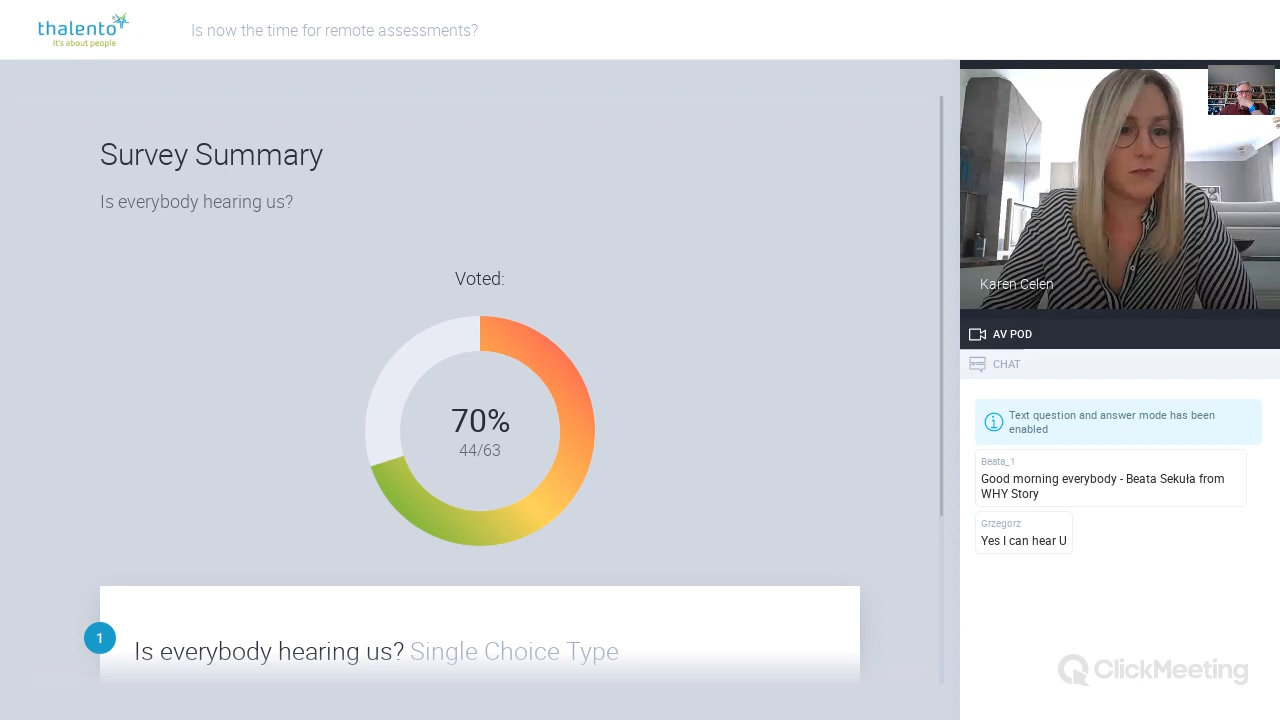 thalento
It's about people
Is now the time for remote assessments?
Survey Summary
Is everybody hearing us?
Voted:
70%
44/63
1
Is everybody hearing us? Single Choice Type
Karen Celen
AV POD
CHAT
Text question and answer mode has been
enabled
Beata_1
Good morning everybody - Beata Sekuła from
WHY Story
Grzegorz
Yes I can hear U
ClickMeeting